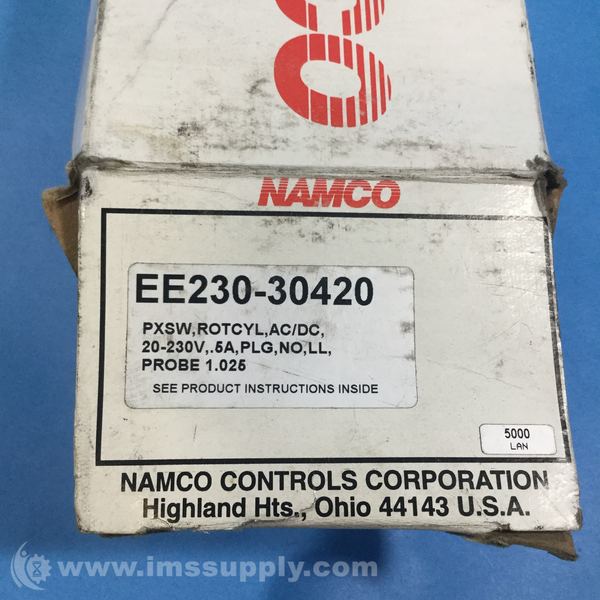 NAMCO
EE230-30420
PXSW,ROTCYL,AC/DC,
20-230V,.5A,PLG,NO,LL,
PROBE 1.025
SEE PRODUCT INSTRUCTIONS INSIDE
5000
LAN
NAMCO CONTROLS CORPORATION
Highland Hts., Ohio 44143 U.S.A.
www.imssupply.com